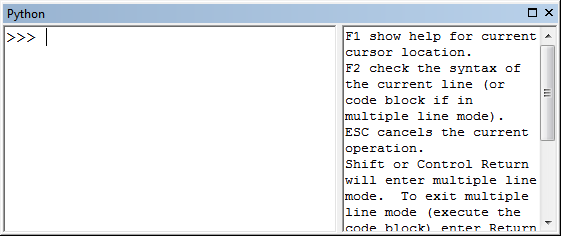 Python
>>>
F1 show help for current
cursor location.
F2 check the syntax of
the current line (or
code block if in
multiple line mode).
ESC cancels the current
operation.
Shift or Control Return
will enter multiple line
mode.  To exit multiple
line mode (execute the
code block) enter Return